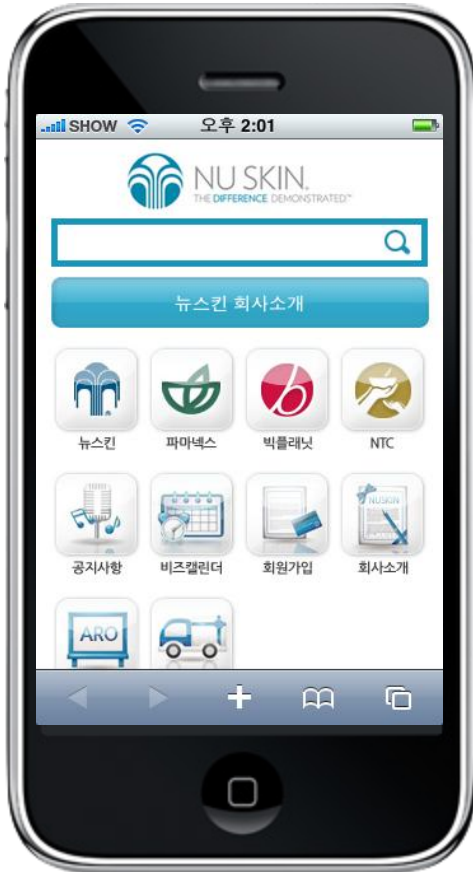 SHOW 오후 2:01
NU SKIN®
THE DIFFERENCE DEMONSTRATED™
뉴스킨 회사소개
뉴스킨 파마넥스 빅플래닛 NTC
NUSKIN
공지사항 비즈캘린더 회원가입 회사소개
ARO